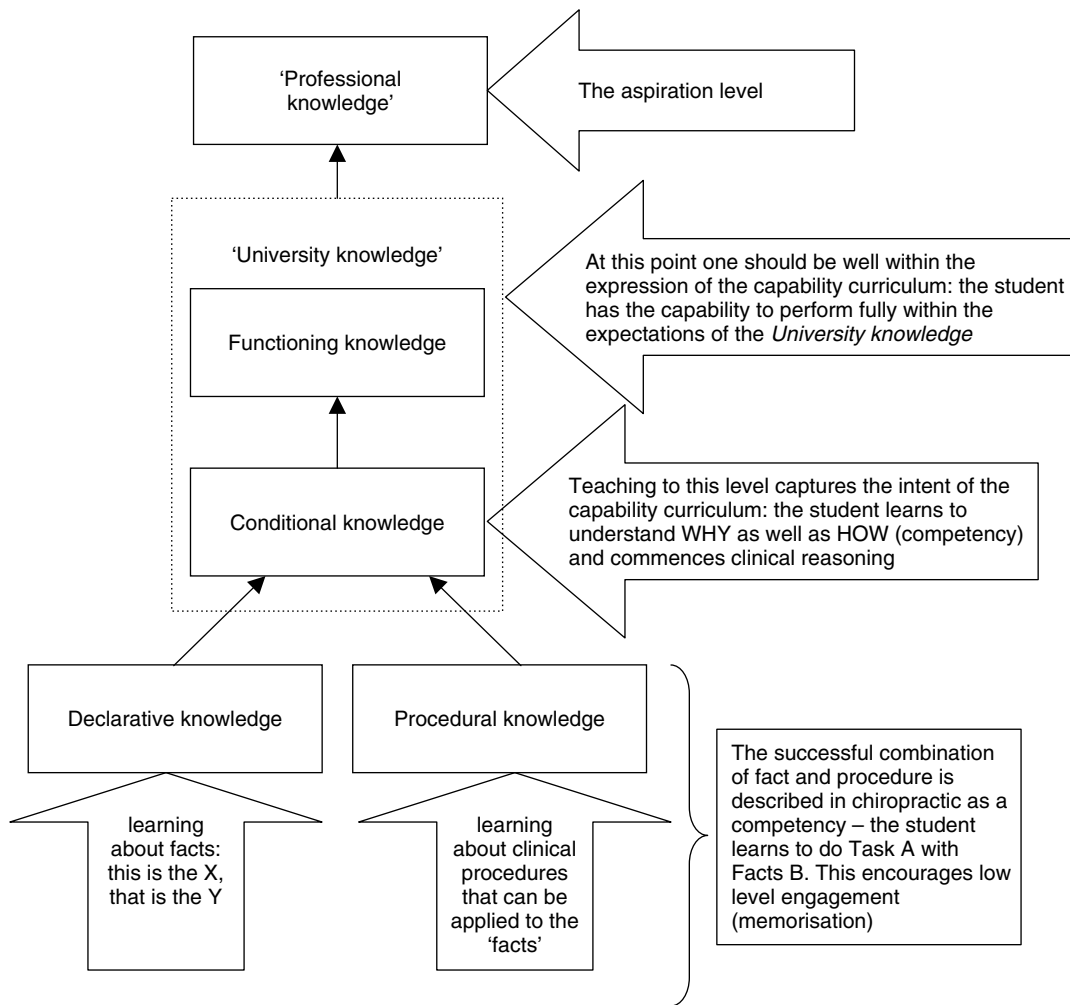 ‘Professional
knowledge’
The aspiration level
‘University knowledge’
At this point one should be well within the
expression of the capability curriculum: the student
has the capability to perform fully within the
expectations of the University knowledge
Functioning knowledge
Teaching to this level captures the intent of the
capability curriculum: the student learns to
understand WHY as well as HOW (competency)
and commences clinical reasoning
Conditional knowledge
Declarative knowledge
Procedural knowledge
learning
about facts:
this is the X,
that is the Y
learning
about clinical
procedures
that can be
applied to the
‘facts’
The successful combination
of fact and procedure is
described in chiropractic as a
competency – the student
learns to do Task A with
Facts B. This encourages low
level engagement
(memorisation)